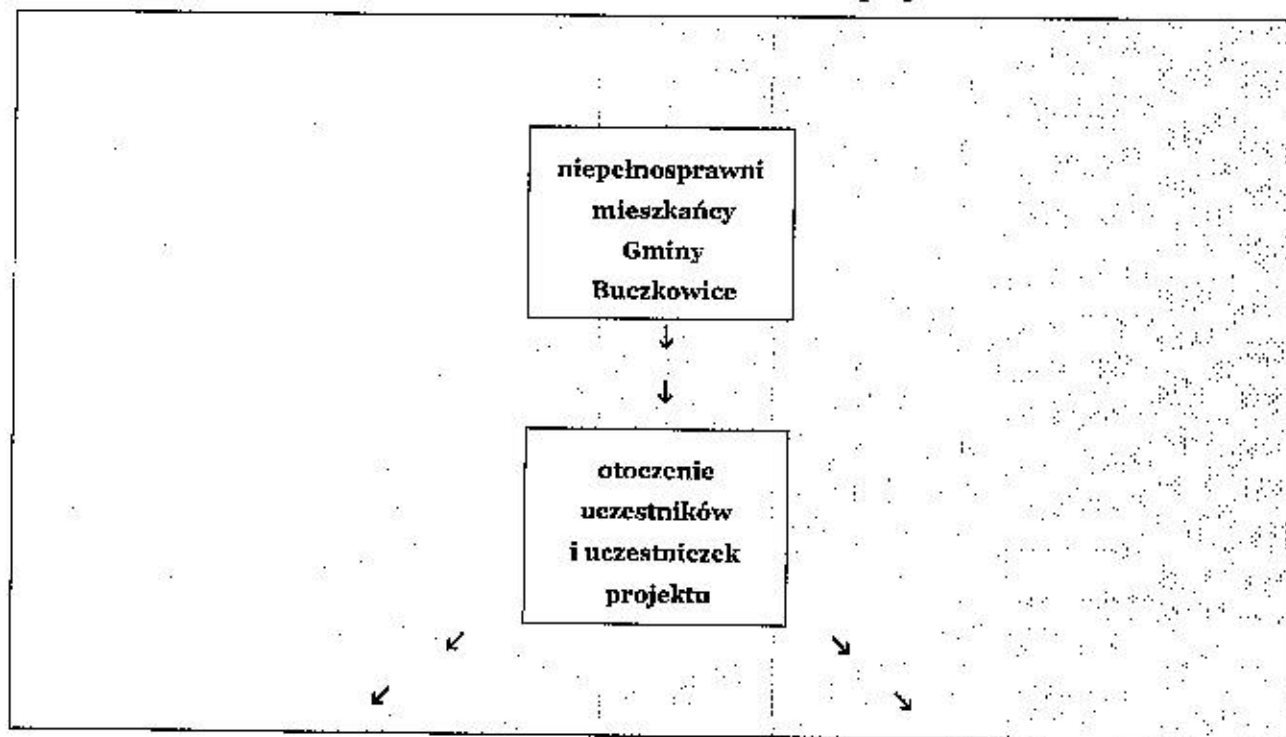 niepełnosprawni
mieszkańcy
Gminy
Buczkowice
↓
↓
otoczenie
uczestników
i uczestniczek
projektu
↙ ↘
↙ ↘